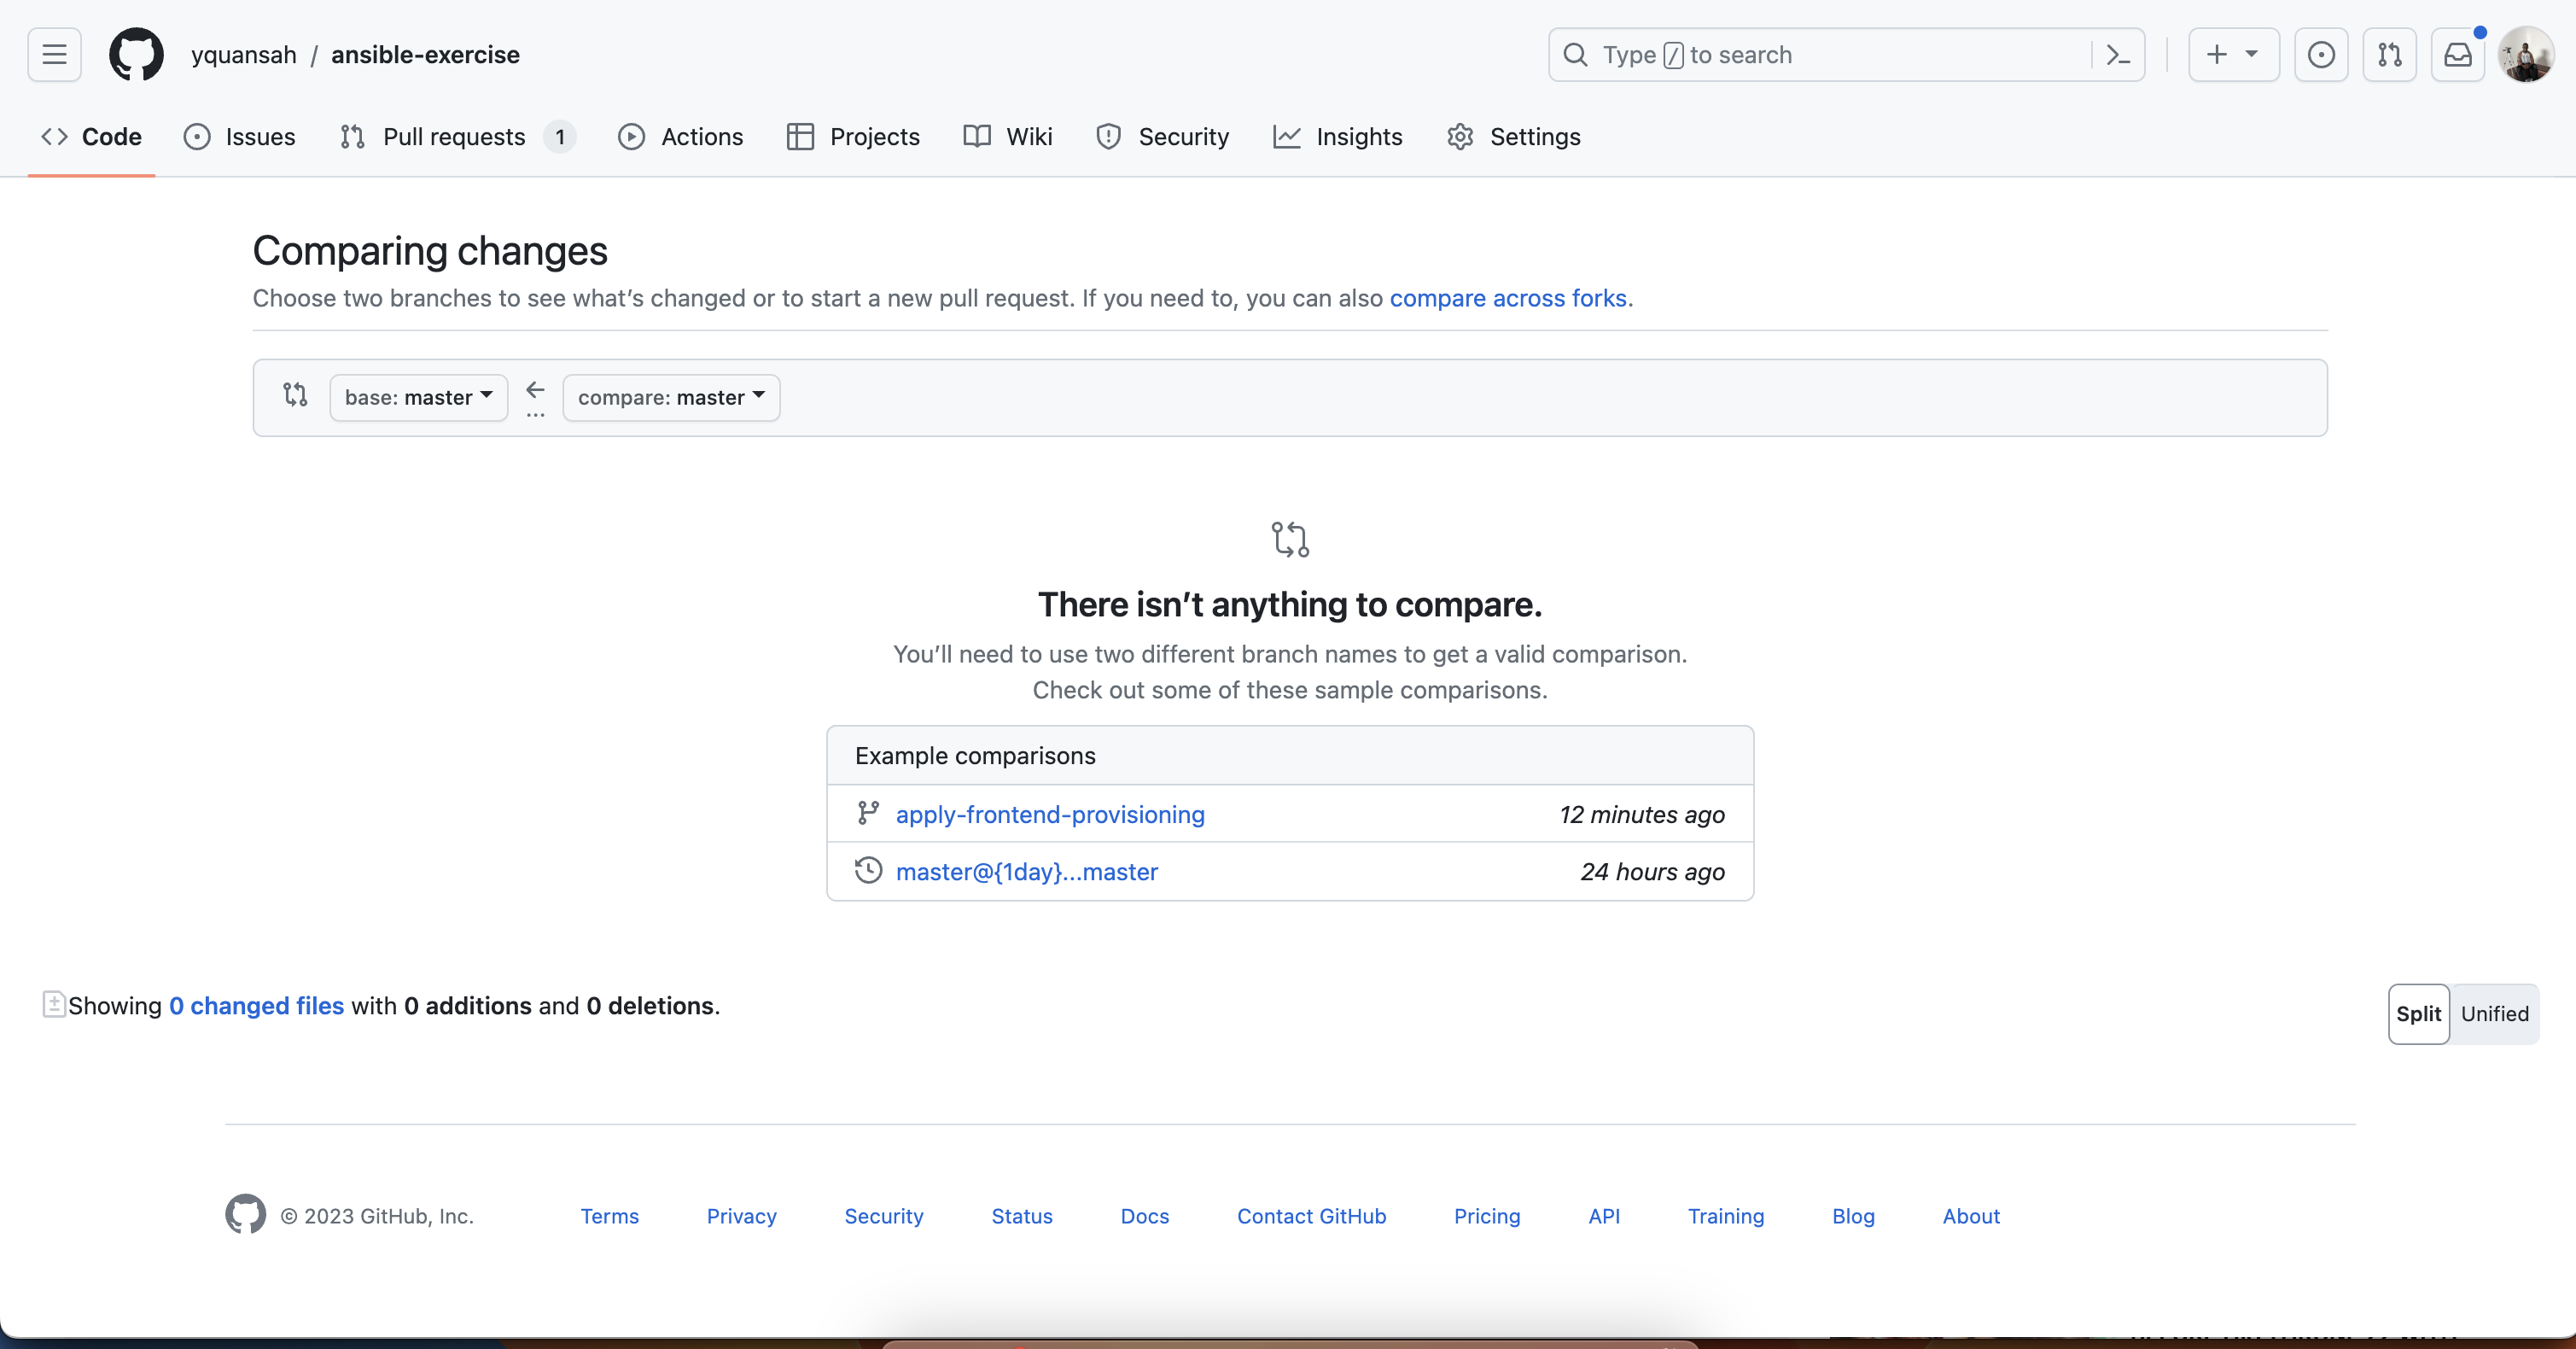 yquansah / ansible-exercise
Type / to search
Code Issues Pull requests 1 Actions Projects Wiki Security Insights Settings
Comparing changes
Choose two branches to see what’s changed or to start a new pull request. If you need to, you can also compare across forks.
base: master ← ... compare: master
There isn’t anything to compare.
You’ll need to use two different branch names to get a valid comparison.
Check out some of these sample comparisons.
Example comparisons
apply-frontend-provisioning 12 minutes ago
master@{1day}...master 24 hours ago
Showing 0 changed files with 0 additions and 0 deletions.
Split Unified
© 2023 GitHub, Inc. Terms Privacy Security Status Docs Contact GitHub Pricing API Training Blog About